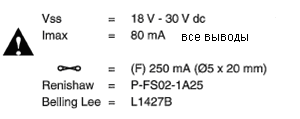 Vss = 18 V - 30 V dc
Imax = 80 mA все выводы
= (F) 250 mA (Ø5 x 20 mm)
Renishaw = P-FS02-1A25
Belling Lee = L1427B